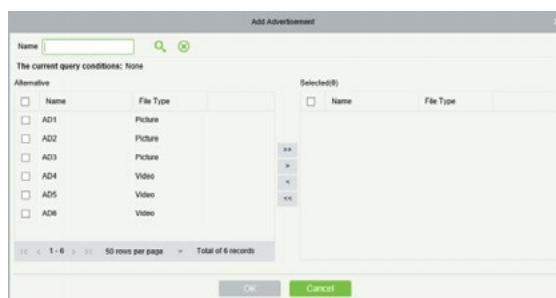 Add Advertisement
Name
The current query conditions: None
Alternative
Selected(0)
Name File Type
Name File Type
AD1 Picture
AD2 Picture
AD3 Picture
AD4 Video
AD5 Video
AD6 Video
>>
>
<
<<
|< < 1 - 6 > >| 50 rows per page Total of 6 records
OK Cancel